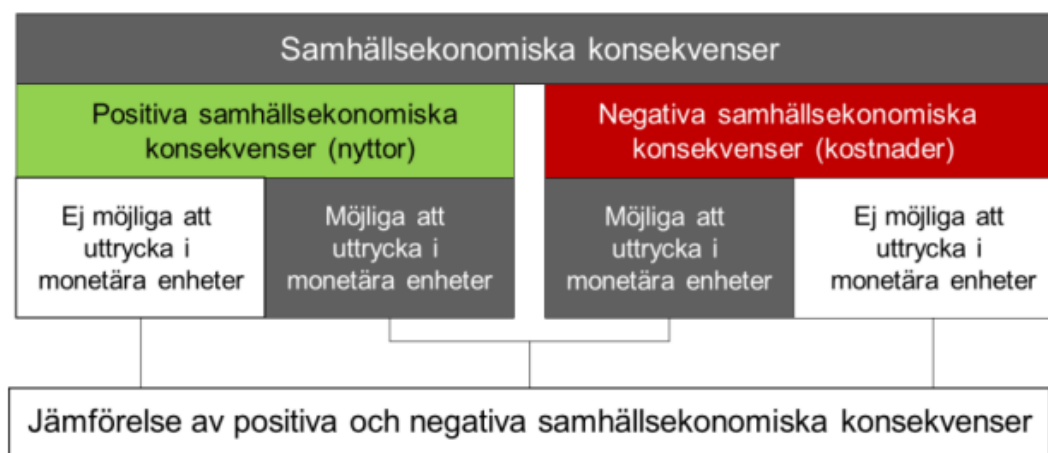 Samhällsekonomiska konsekvenser
Positiva samhällsekonomiska
konsekvenser (nyttor)
Negativa samhällsekonomiska
konsekvenser (kostnader)
Ej möjliga att
uttrycka i
monetära enheter
Möjliga att
uttrycka i
monetära enheter
Möjliga att
uttrycka i
monetära enheter
Ej möjliga att
uttrycka i
monetära enheter
Jämförelse av positiva och negativa samhällsekonomiska konsekvenser